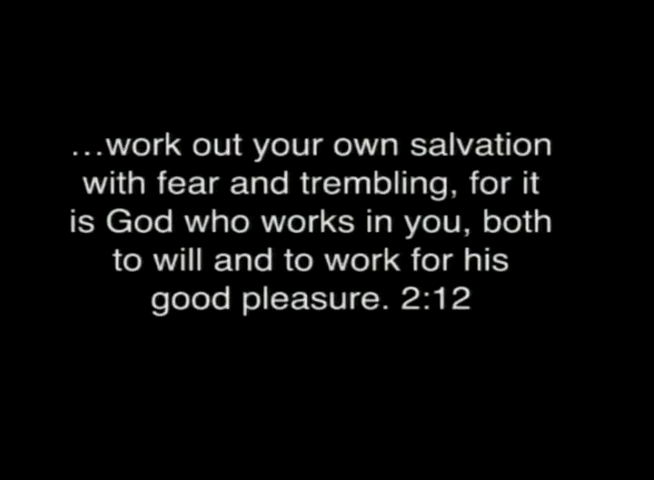 ...work out your own salvation
with fear and trembling, for it
is God who works in you, both
to will and to work for his
good pleasure. 2:12